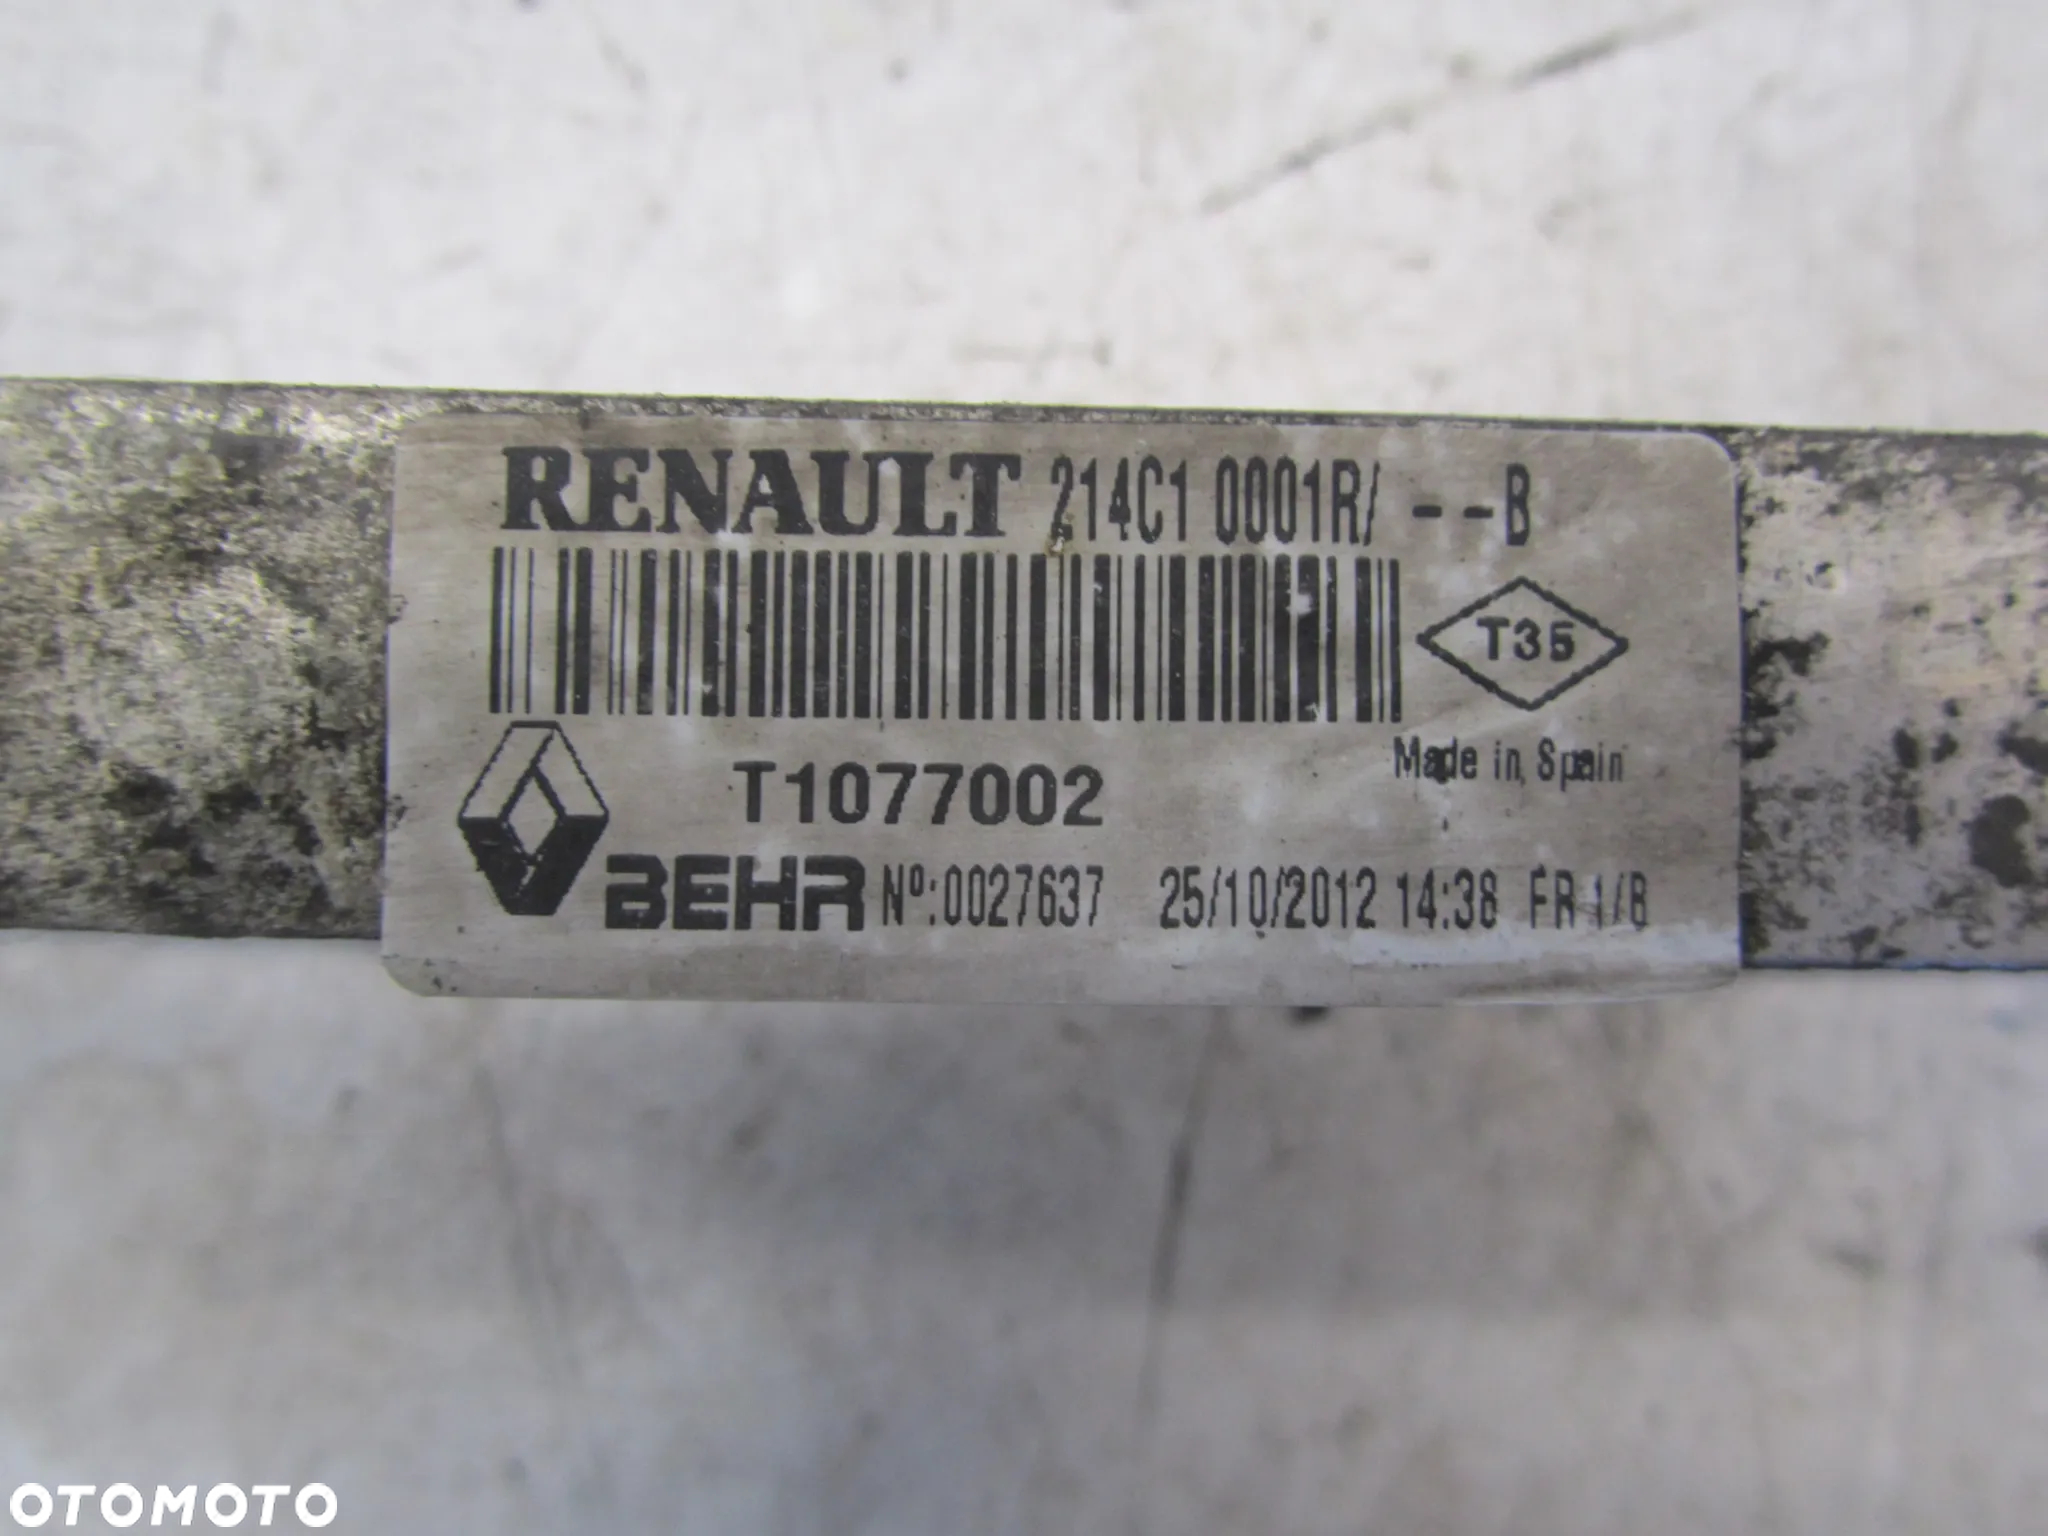 RENAULT 214C1 0001R/ --B
T35
T1077002
Made in Spain
BEHR Nº:0027637 25/10/2012 14:38 FR 1/B
OTOMOTO